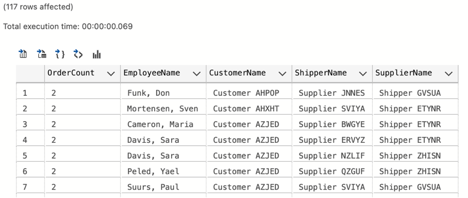 (117 rows affected)
Total execution time: 00:00:00.069
OrderCount EmployeeName CustomerName ShipperName SupplierName
1 2 Funk, Don Customer AHPOP Supplier JNNES Shipper GVSUA
2 2 Mortensen, Sven Customer AHXHT Supplier SVIYA Shipper ETYNR
3 2 Cameron, Maria Customer AZJED Supplier BWGYE Shipper ETYNR
4 2 Davis, Sara Customer AZJED Supplier ERVYZ Shipper ETYNR
5 2 Davis, Sara Customer AZJED Supplier NZLIF Shipper ZHISN
6 2 Peled, Yael Customer AZJED Supplier QZGUF Shipper ZHISN
7 2 Suurs, Paul Customer AZJED Supplier SVIYA Shipper GVSUA